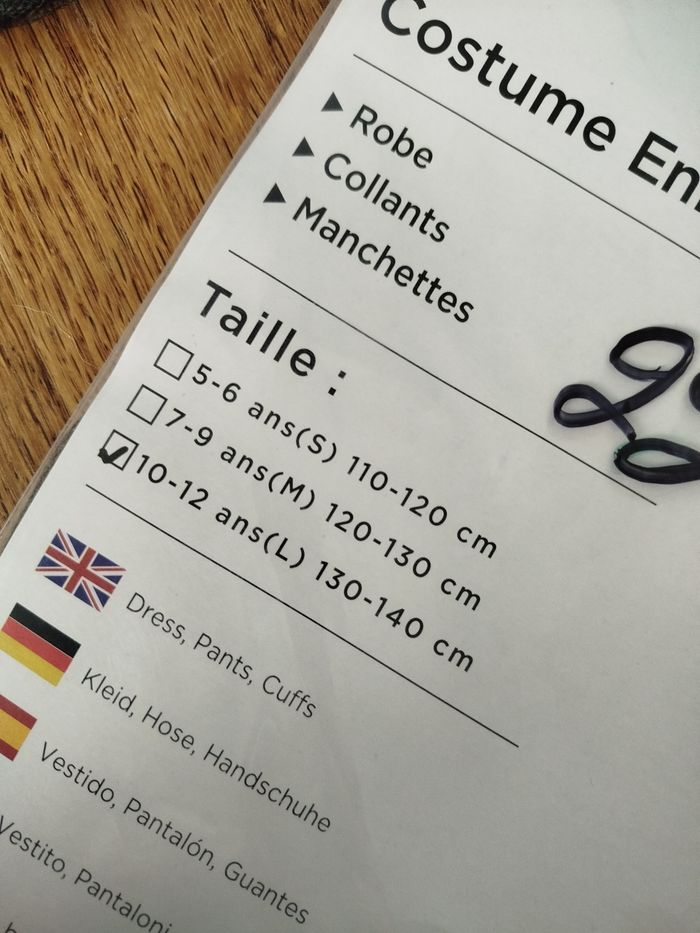 Costume
Robe
Collants
Manchettes
Taille :
5-6 ans(S) 110-120 cm
7-9 ans(M) 120-130 cm
10-12 ans(L) 130-140 cm
Dress, Pants, Cuffs
Kleid, Hose, Handschuhe
Vestido, Pantalón, Guantes
Vestito, Pantaloni